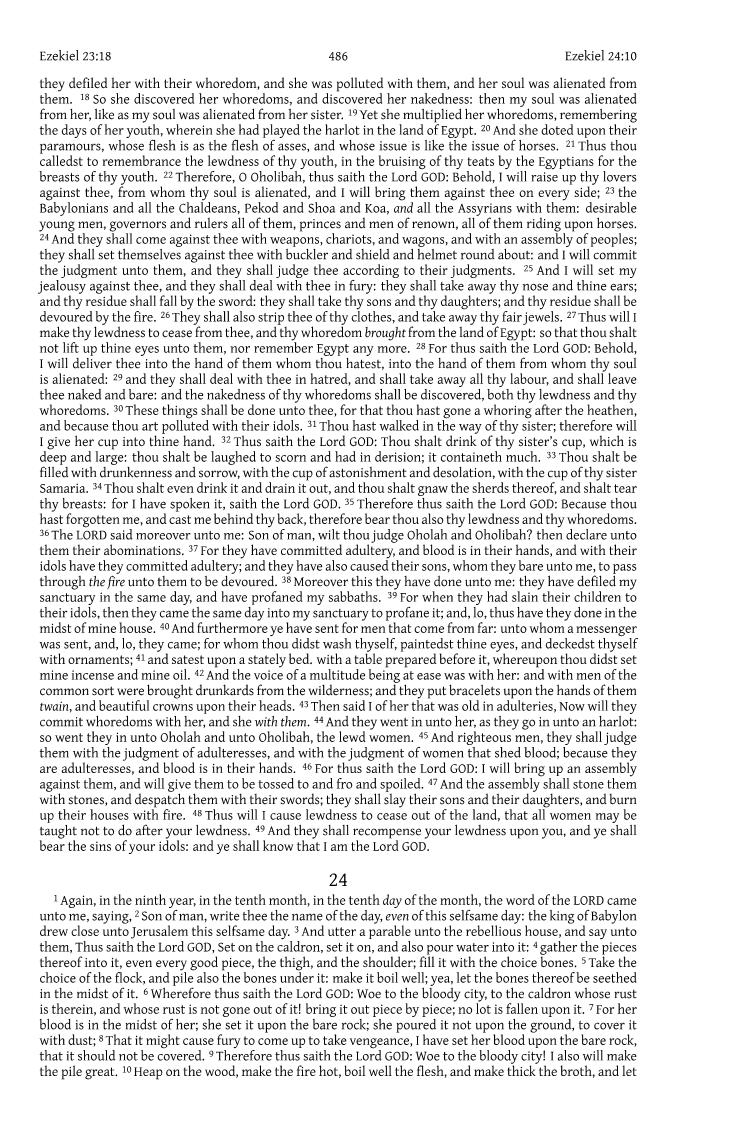 Ezekiel 23:18 486 Ezekiel 24:10
they defiled her with their whoredom, and she was polluted with them, and her soul was alienated from
them. 18 So she discovered her whoredoms, and discovered her nakedness: then my soul was alienated
from her, like as my soul was alienated from her sister. 19 Yet she multiplied her whoredoms, remembering
the days of her youth, wherein she had played the harlot in the land of Egypt. 20 And she doted upon their
paramours, whose flesh is as the flesh of asses, and whose issue is like the issue of horses. 21 Thus thou
calledst to remembrance the lewdness of thy youth, in the bruising of thy teats by the Egyptians for the
breasts of thy youth. 22 Therefore, O Oholibah, thus saith the Lord GOD: Behold, I will raise up thy lovers
against thee, from whom thy soul is alienated, and I will bring them against thee on every side; 23 the
Babylonians and all the Chaldeans, Pekod and Shoa and Koa, and all the Assyrians with them: desirable
young men, governors and rulers all of them, princes and men of renown, all of them riding upon horses.
24 And they shall come against thee with weapons, chariots, and wagons, and with an assembly of peoples;
they shall set themselves against thee with buckler and shield and helmet round about: and I will commit
the judgment unto them, and they shall judge thee according to their judgments. 25 And I will set my
jealousy against thee, and they shall deal with thee in fury: they shall take away thy nose and thine ears;
and thy residue shall fall by the sword: they shall take thy sons and thy daughters; and thy residue shall be
devoured by the fire. 26 They shall also strip thee of thy clothes, and take away thy fair jewels. 27 Thus will I
make thy lewdness to cease from thee, and thy whoredom brought from the land of Egypt: so that thou shalt
not lift up thine eyes unto them, nor remember Egypt any more. 28 For thus saith the Lord GOD: Behold,
I will deliver thee into the hand of them whom thou hatest, into the hand of them from whom thy soul
is alienated: 29 and they shall deal with thee in hatred, and shall take away all thy labour, and shall leave
thee naked and bare: and the nakedness of thy whoredoms shall be discovered, both thy lewdness and thy
whoredoms. 30 These things shall be done unto thee, for that thou hast gone a whoring after the heathen,
and because thou art polluted with their idols. 31 Thou hast walked in the way of thy sister; therefore will
I give her cup into thine hand. 32 Thus saith the Lord GOD: Thou shalt drink of thy sister's cup, which is
deep and large: thou shalt be laughed to scorn and had in derision; it containeth much. 33 Thou shalt be
filled with drunkenness and sorrow, with the cup of astonishment and desolation, with the cup of thy sister
Samaria. 34 Thou shalt even drink it and drain it out, and thou shalt gnaw the sherds thereof, and shalt tear
thy breasts: for I have spoken it, saith the Lord GOD. 35 Therefore thus saith the Lord GOD: Because thou
hast forgotten me, and cast me behind thy back, therefore bear thou also thy lewdness and thy whoredoms.
36 The LORD said moreover unto me: Son of man, wilt thou judge Oholah and Oholibah? then declare unto
them their abominations. 37 For they have committed adultery, and blood is in their hands, and with their
idols have they committed adultery; and they have also caused their sons, whom they bare unto me, to pass
through the fire unto them to be devoured. 38 Moreover this they have done unto me: they have defiled my
sanctuary in the same day, and have profaned my sabbaths. 39 For when they had slain their children to
their idols, then they came the same day into my sanctuary to profane it; and, lo, thus have they done in the
midst of mine house. 40 And furthermore ye have sent for men that come from far: unto whom a messenger
was sent, and, lo, they came; for whom thou didst wash thyself, paintedst thine eyes, and deckedst thyself
with ornaments; 41 and satest upon a stately bed. with a table prepared before it, whereupon thou didst set
mine incense and mine oil. 42 And the voice of a multitude being at ease was with her: and with men of the
common sort were brought drunkards from the wilderness; and they put bracelets upon the hands of them
twain, and beautiful crowns upon their heads. 43 Then said I of her that was old in adulteries, Now will they
commit whoredoms with her, and she with them. 44 And they went in unto her, as they go in unto an harlot:
so went they in unto Oholah and unto Oholibah, the lewd women. 45 And righteous men, they shall judge
them with the judgment of adulteresses, and with the judgment of women that shed blood; because they
are adulteresses, and blood is in their hands. 46 For thus saith the Lord GOD: I will bring up an assembly
against them, and will give them to be tossed to and fro and spoiled. 47 And the assembly shall stone them
with stones, and despatch them with their swords; they shall slay their sons and their daughters, and burn
up their houses with fire. 48 Thus will I cause lewdness to cease out of the land, that all women may be
taught not to do after your lewdness. 49 And they shall recompense your lewdness upon you, and ye shall
bear the sins of your idols: and ye shall know that I am the Lord GOD.
24
1 Again, in the ninth year, in the tenth month, in the tenth day of the month, the word of the LORD came
unto me, saying, 2 Son of man, write thee the name of the day, even of this selfsame day: the king of Babylon
drew close unto Jerusalem this selfsame day. 3 And utter a parable unto the rebellious house, and say unto
them, Thus saith the Lord GOD, Set on the caldron, set it on, and also pour water into it: 4 gather the pieces
thereof into it, even every good piece, the thigh, and the shoulder; fill it with the choice bones. 5 Take the
choice of the flock, and pile also the bones under it: make it boil well; yea, let the bones thereof be seethed
in the midst of it. 6 Wherefore thus saith the Lord GOD: Woe to the bloody city, to the caldron whose rust
is therein, and whose rust is not gone out of it! bring it out piece by piece; no lot is fallen upon it. 7 For her
blood is in the midst of her; she set it upon the bare rock; she poured it not upon the ground, to cover it
with dust; 8 That it might cause fury to come up to take vengeance, I have set her blood upon the bare rock,
that it should not be covered. 9 Therefore thus saith the Lord GOD: Woe to the bloody city! I also will make
the pile great. 10 Heap on the wood, make the fire hot, boil well the flesh, and make thick the broth, and let